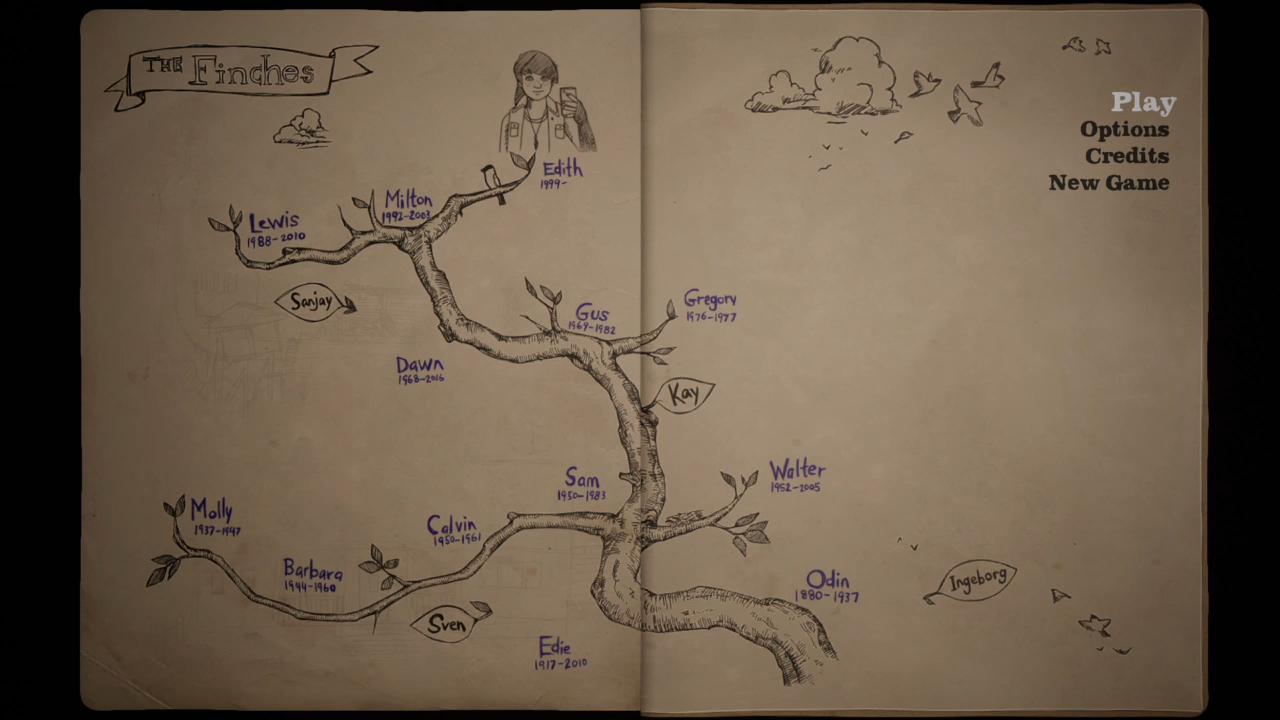 THE Finches
Play
Options
Credits
New Game
Edith
1999-
Milton
1992-2003
Lewis
1988-2010
Sanjay
Gus
1969-1982
Gregory
1976-1977
Dawn
1968-2016
Kay
Sam
1950-1983
Walter
1952-2005
Molly
1937-1947
Calvin
1950-1961
Barbara
1944-1960
Sven
Odin
1880-1937
Ingeborg
Edie
1917-2010